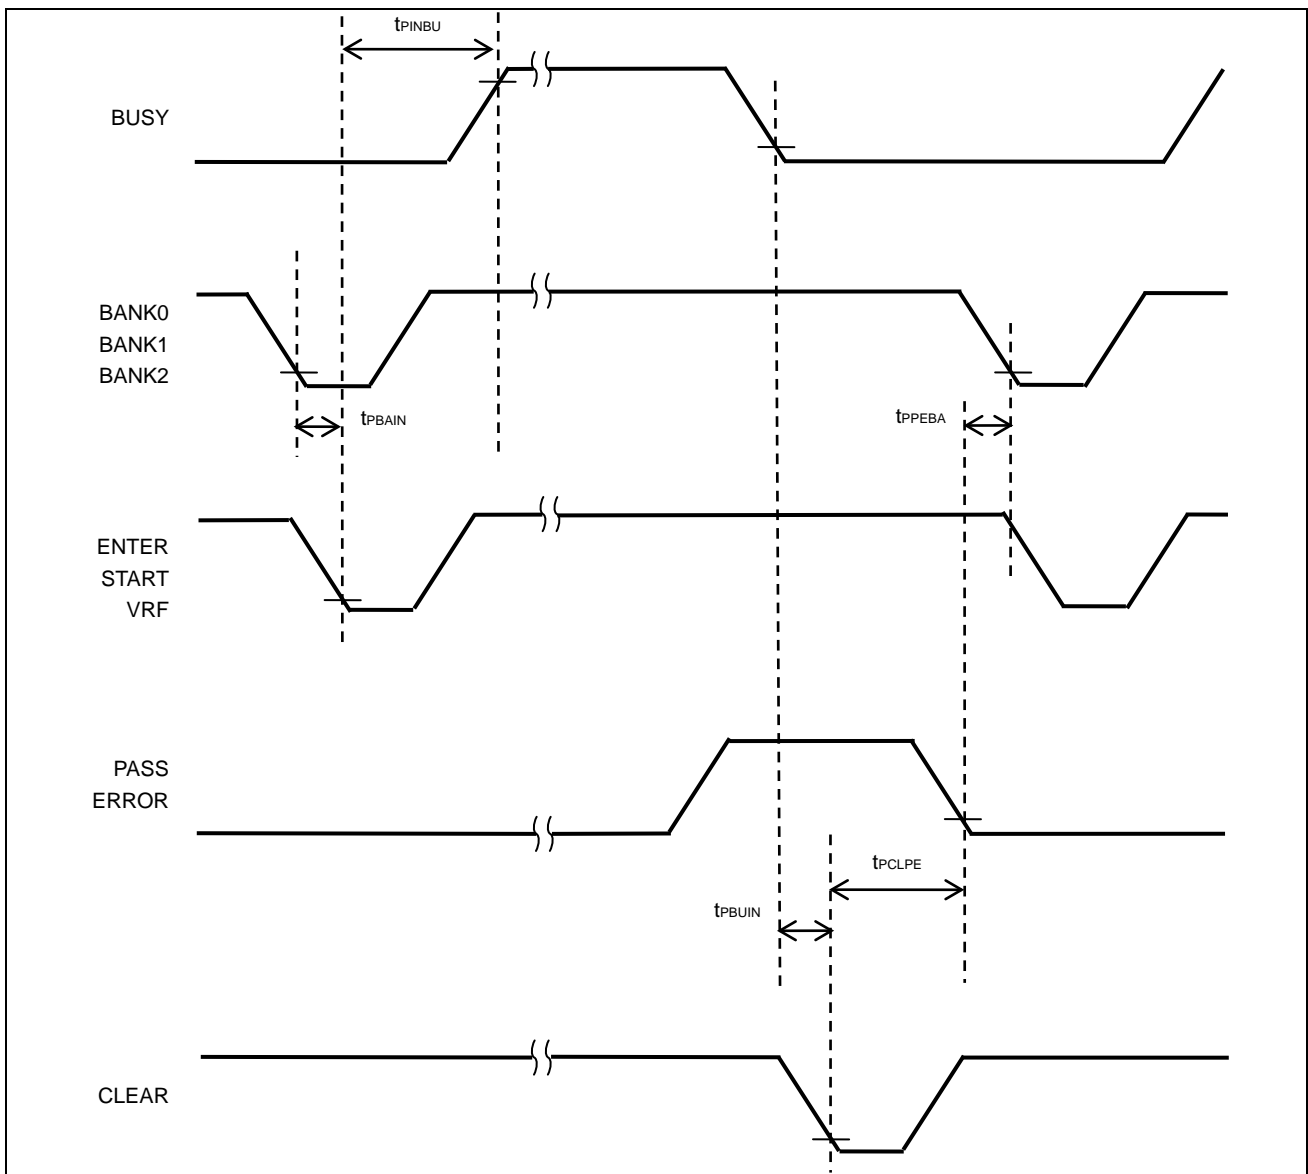 tPINBU
BUSY
BANK0
BANK1
BANK2
tPBAIN
tPPEBA
ENTER
START
VRF
PASS
ERROR
tPCLPE
tPBUIN
CLEAR